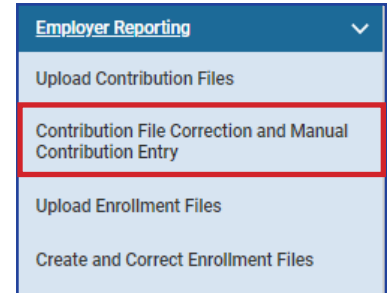 Employer Reporting
Upload Contribution Files
Contribution File Correction and Manual
Contribution Entry
Upload Enrollment Files
Create and Correct Enrollment Files